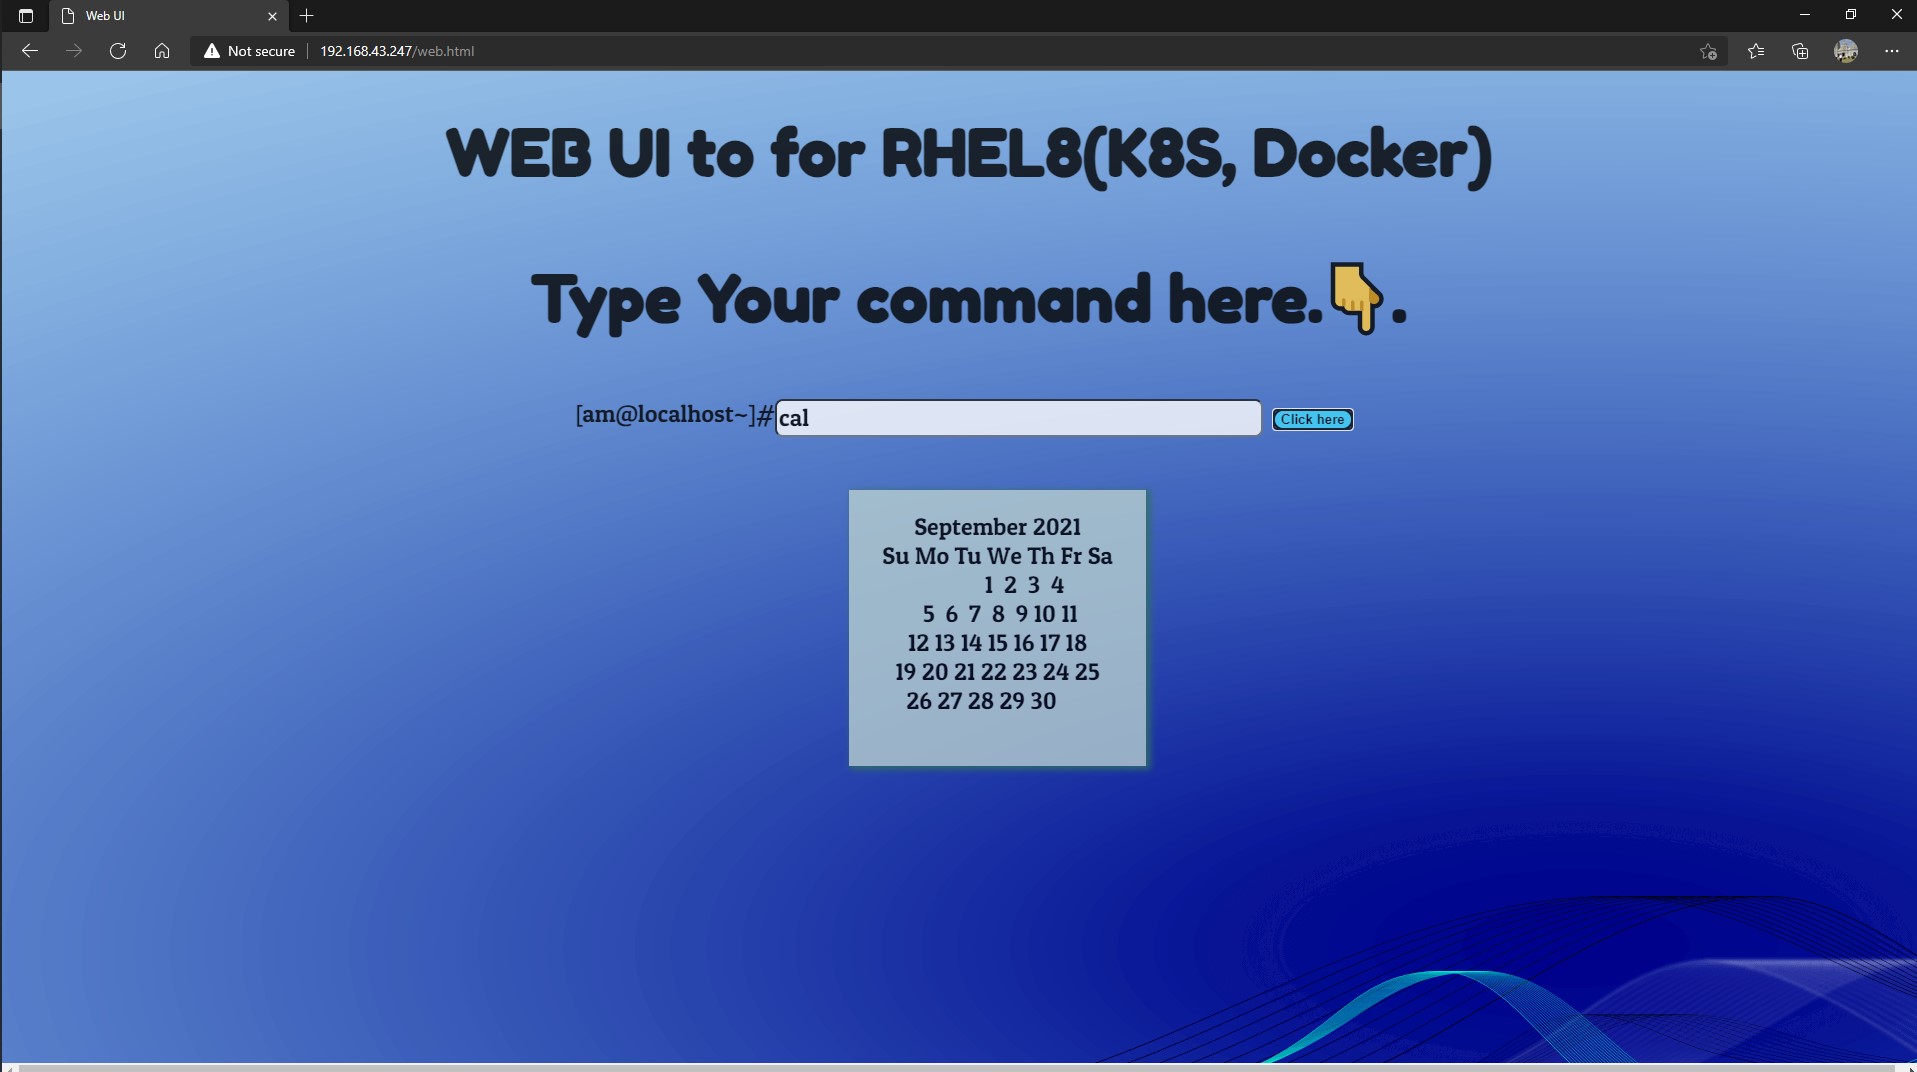 Web UI
Not secure
192.168.43.247/web.html
WEB UI to for RHEL8(K8S, Docker)
Type Your command here.👇.
[am@localhost~]#cal
Click here
September 2021
Su Mo Tu We Th Fr Sa
1 2 3 4
5 6 7 8 9 10 11
12 13 14 15 16 17 18
19 20 21 22 23 24 25
26 27 28 29 30